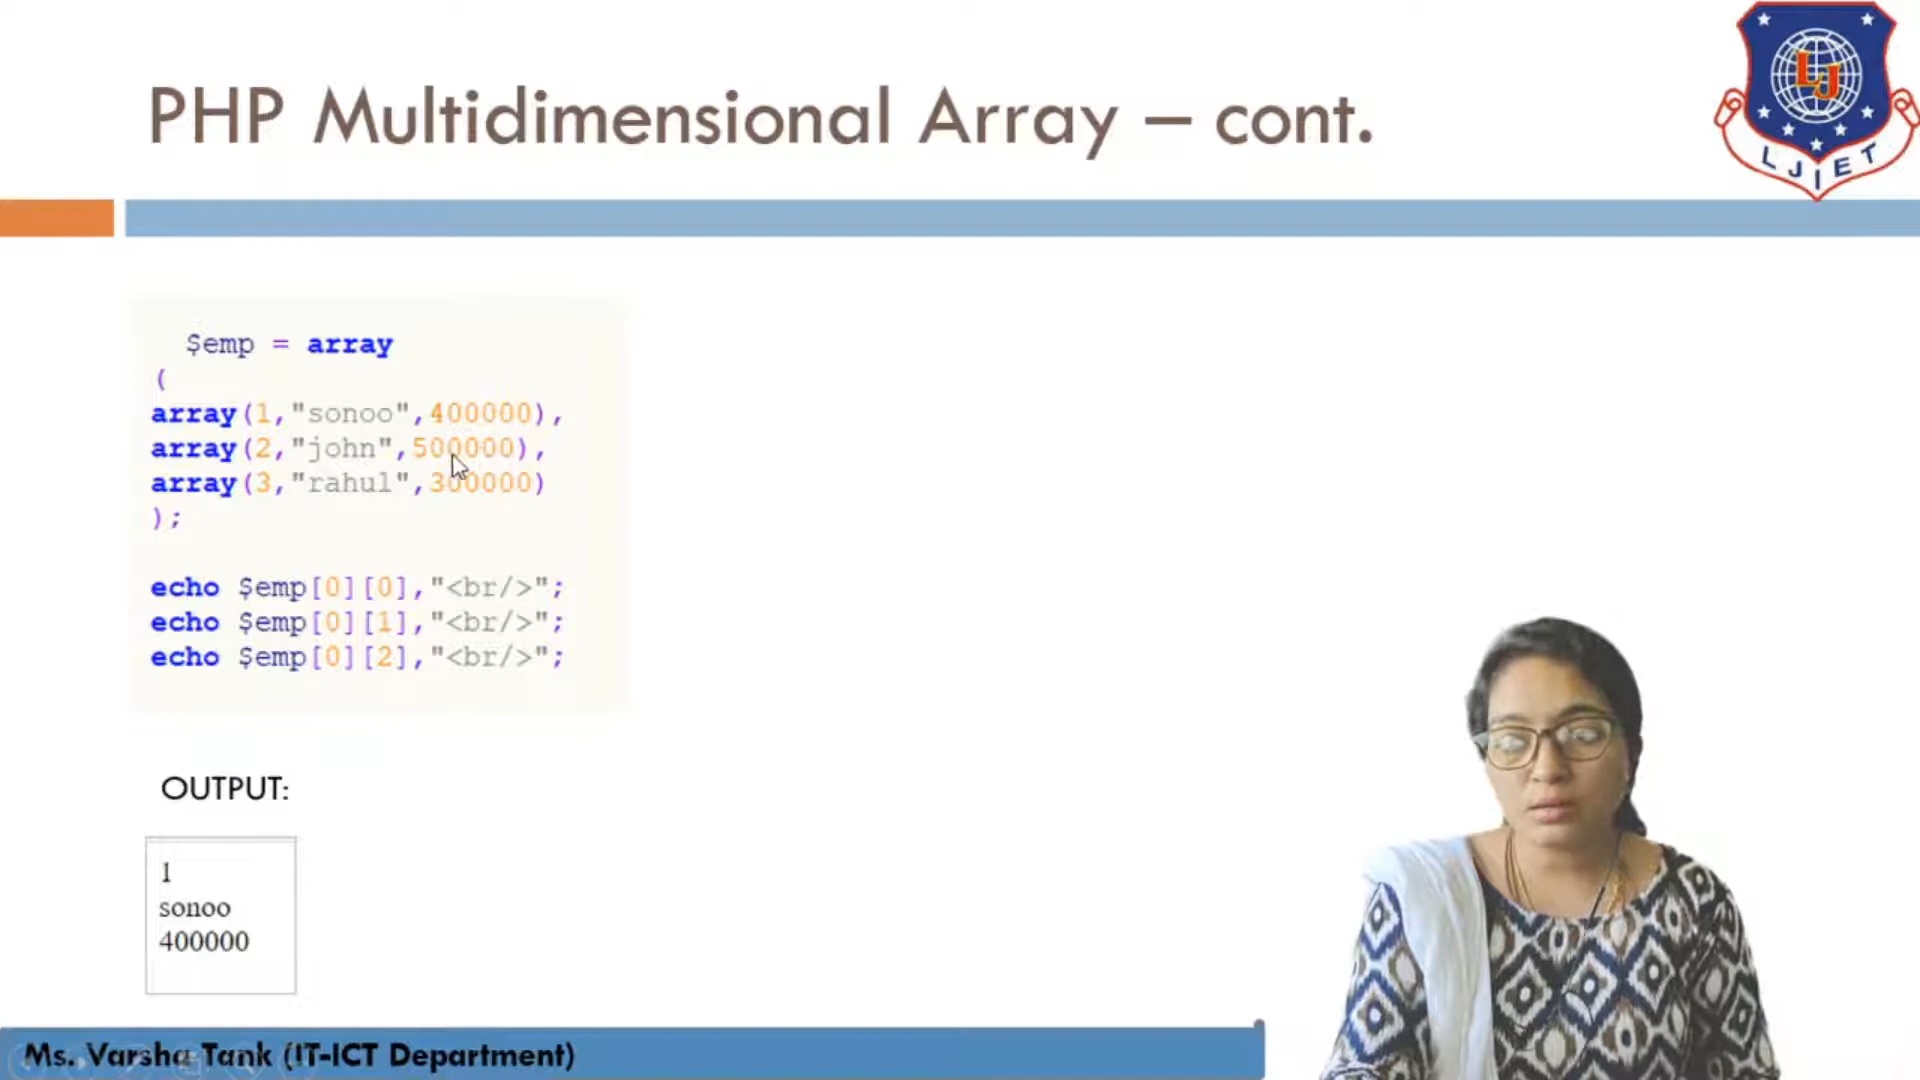 PHP Multidimensional Array – cont.
LJ
LJIET
$emp = array
(
array(1,"sonoo",400000),
array(2,"john",500000),
array(3,"rahul",300000)
);
echo $emp[0][0],"<br/>";
echo $emp[0][1],"<br/>";
echo $emp[0][2],"<br/>";
OUTPUT:
1
sonoo
400000
Ms. Varsha Tank (IT-ICT Department)